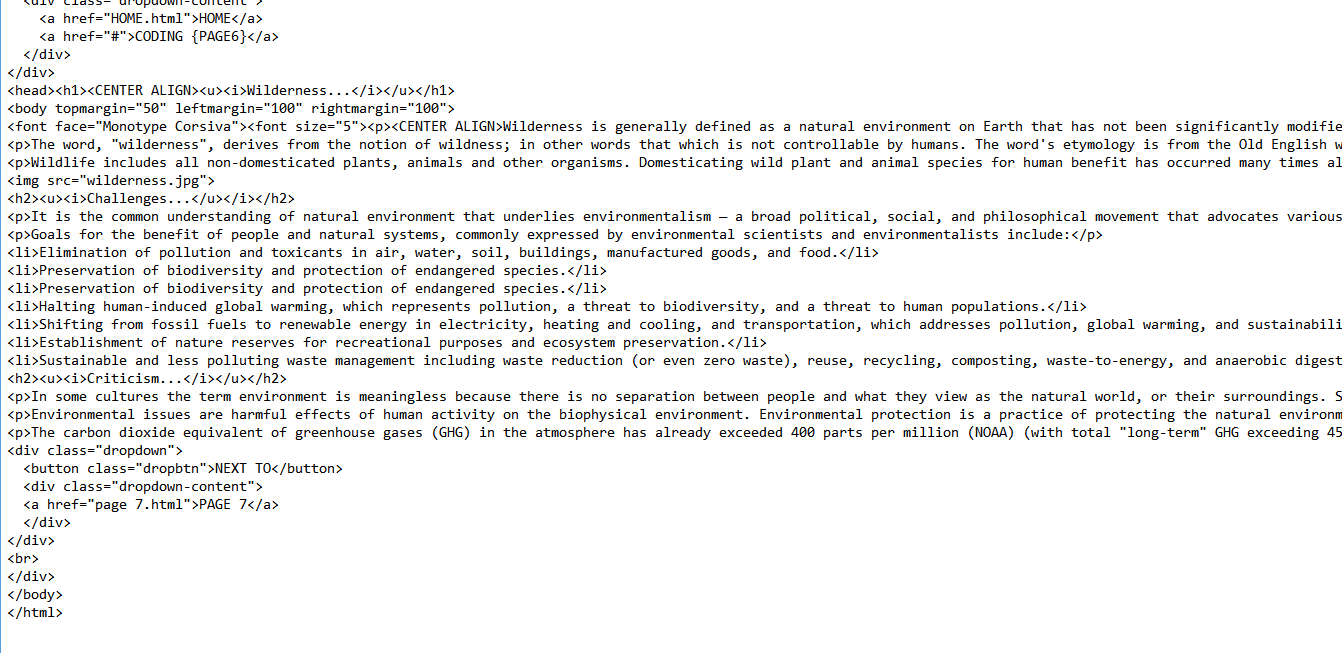 <div class="dropdown-content">
<a href="HOME.html">HOME</a>
<a href="#">CODING {PAGE6}</a>
</div>
</div>
<head><h1><CENTER ALIGN><u><i>Wilderness...</i></u></h1>
<body topmargin="50" leftmargin="100" rightmargin="100">
<font face="Monotype Corsiva"><font size="5"><p><CENTER ALIGN>Wilderness is generally defined as a natural environment on Earth that has not been significantly modifie
<p>The word, "wilderness", derives from the notion of wildness; in other words that which is not controllable by humans. The word's etymology is from the Old English w
<p>Wildlife includes all non-domesticated plants, animals and other organisms. Domesticating wild plant and animal species for human benefit has occurred many times al
<img src="wilderness.jpg">
<h2><u><i>Challenges...</u></i></h2>
<p>It is the common understanding of natural environment that underlies environmentalism — a broad political, social, and philosophical movement that advocates various
<p>Goals for the benefit of people and natural systems, commonly expressed by environmental scientists and environmentalists include:</p>
<li>Elimination of pollution and toxicants in air, water, soil, buildings, manufactured goods, and food.</li>
<li>Preservation of biodiversity and protection of endangered species.</li>
<li>Preservation of biodiversity and protection of endangered species.</li>
<li>Halting human-induced global warming, which represents pollution, a threat to biodiversity, and a threat to human populations.</li>
<li>Shifting from fossil fuels to renewable energy in electricity, heating and cooling, and transportation, which addresses pollution, global warming, and sustainabili
<li>Establishment of nature reserves for recreational purposes and ecosystem preservation.</li>
<li>Sustainable and less polluting waste management including waste reduction (or even zero waste), reuse, recycling, composting, waste-to-energy, and anaerobic digest
<h2><u><i>Criticism...</i></u></h2>
<p>In some cultures the term environment is meaningless because there is no separation between people and what they view as the natural world, or their surroundings. S
<p>Environmental issues are harmful effects of human activity on the biophysical environment. Environmental protection is a practice of protecting the natural environm
<p>The carbon dioxide equivalent of greenhouse gases (GHG) in the atmosphere has already exceeded 400 parts per million (NOAA) (with total "long-term" GHG exceeding 45
<div class="dropdown">
<button class="dropbtn">NEXT TO</button>
<div class="dropdown-content">
<a href="page 7.html">PAGE 7</a>
</div>
</div>
<br>
</div>
</body>
</html>